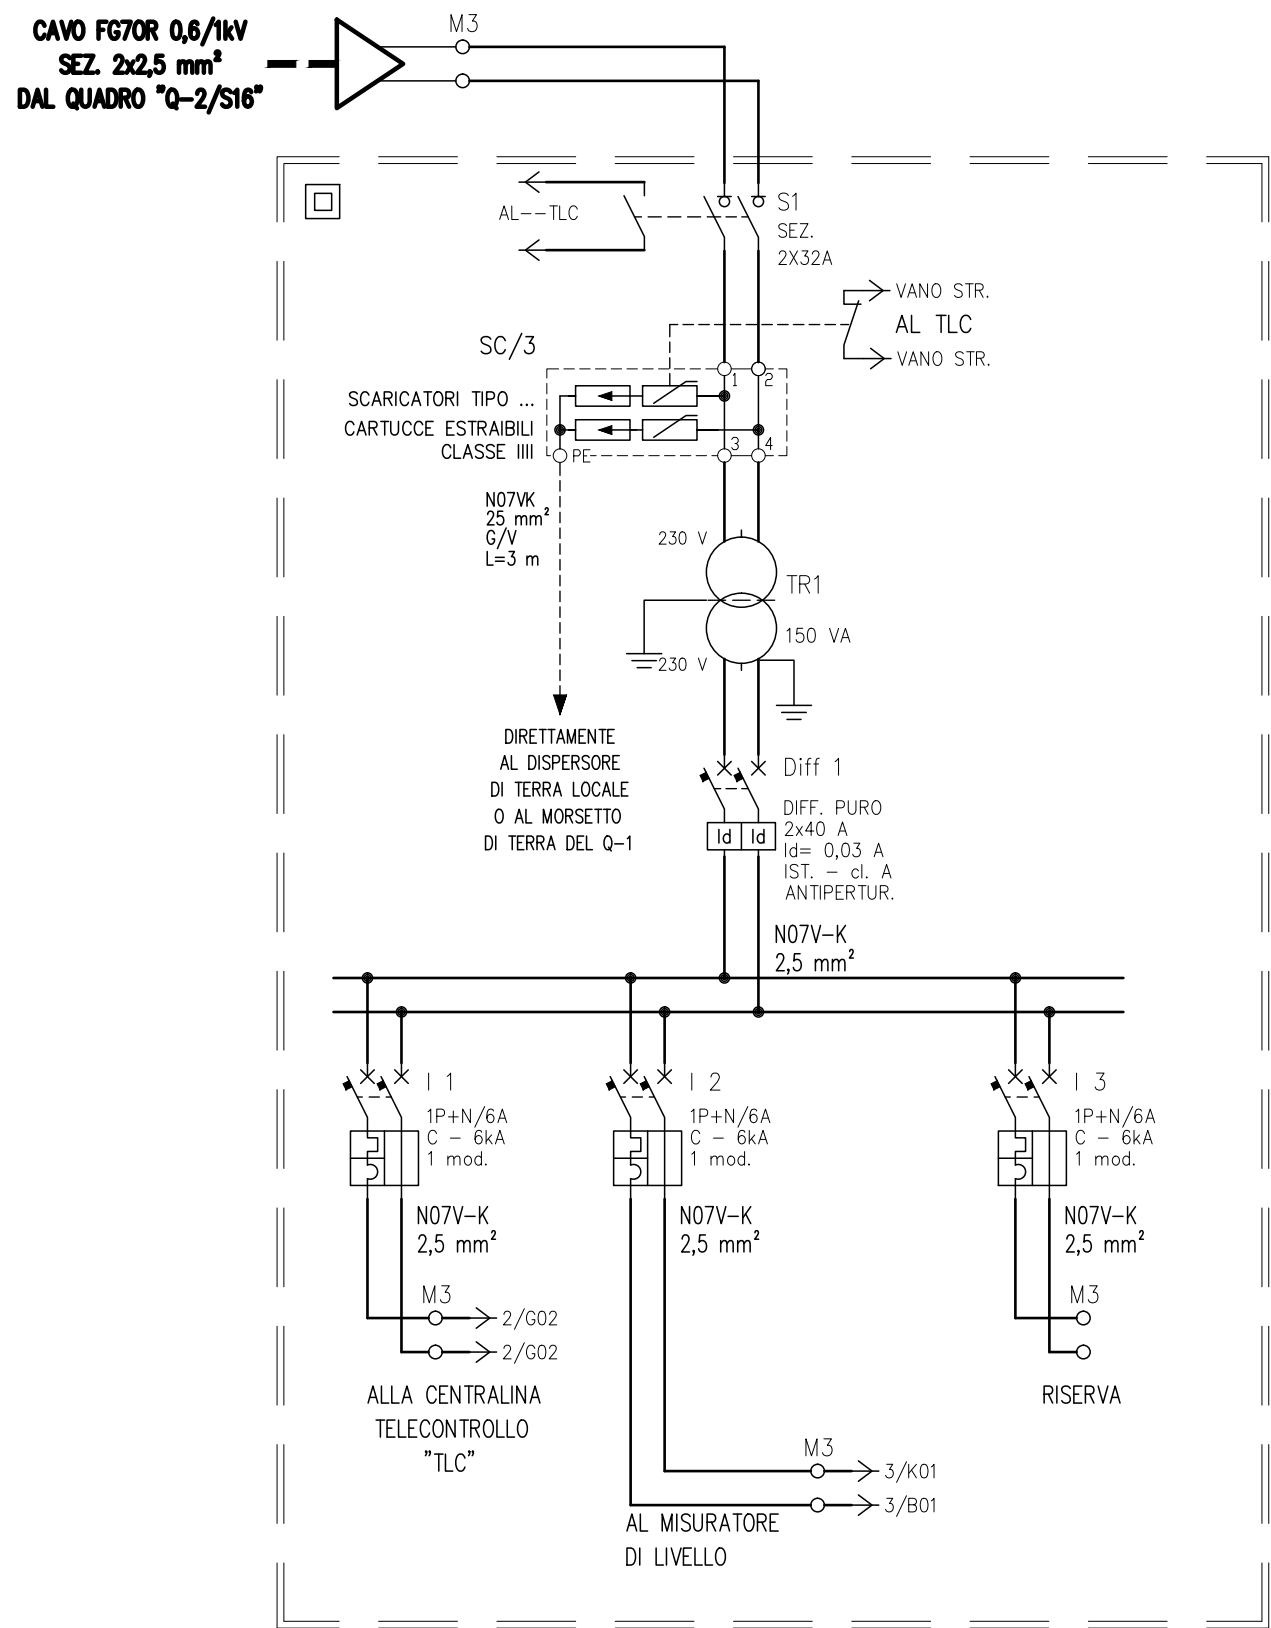 CAVO FG7OR 0,6/1kV
SEZ. 2x2,5 mm²
DAL QUADRO "Q-2/S16"
M3
AL--TLC
S1
SEZ.
2X32A
VANO STR.
AL TLC
VANO STR.
SC/3
SCARICATORI TIPO ...
CARTUCCE ESTRAIBILI
CLASSE IIII
1
2
3
4
PE
N07VK
25 mm²
G/V
L=3 m
230 V
TR1
150 VA
230 V
DIRETTAMENTE
AL DISPERSORE
DI TERRA LOCALE
O AL MORSETTO
DI TERRA DEL Q-1
Diff 1
DIFF. PURO
2x40 A
Id= 0,03 A
IST. - cl. A
ANTIPERTUR.
Id
Id
N07V-K
2,5 mm²
I 1
1P+N/6A
C - 6kA
1 mod.
N07V-K
2,5 mm²
M3
2/G02
2/G02
ALLA CENTRALINA
TELECONTROLLO
"TLC"
I 2
1P+N/6A
C - 6kA
1 mod.
N07V-K
2,5 mm²
M3
3/K01
3/B01
AL MISURATORE
DI LIVELLO
I 3
1P+N/6A
C - 6kA
1 mod.
N07V-K
2,5 mm²
M3
RISERVA